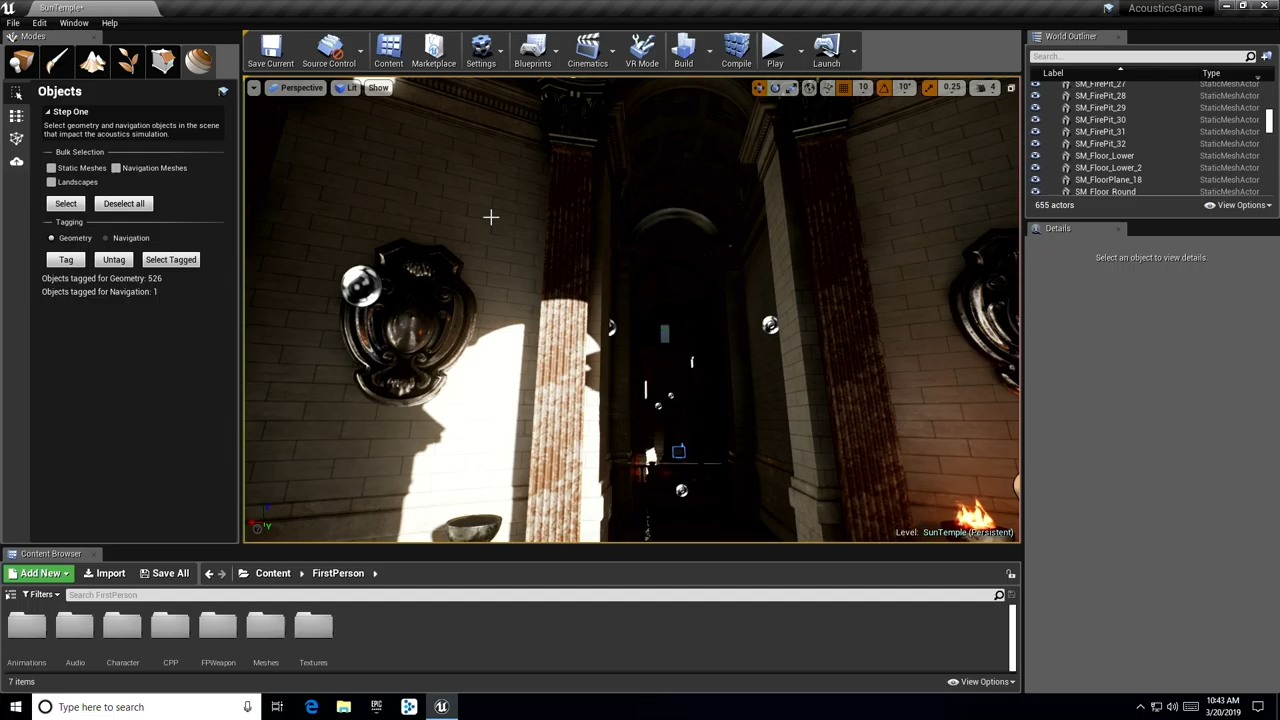 SunTemple*
File Edit Window Help
AcousticsGame
Modes
Objects
Step One
Select geometry and navigation objects in the scene
that impact the acoustics simulation.
Bulk Selection
Static Meshes Navigation Meshes
Landscapes
Select Deselect all
Tagging
Geometry Navigation
Tag Untag Select Tagged
Objects tagged for Geometry: 526
Objects tagged for Navigation: 1
Save Current Source Control Content Marketplace Settings Blueprints Cinematics VR Mode Build Compile Play Launch
Perspective Lit Show
10 10° 0.25 4
Y
Level: SunTemple (Persistent)
World Outliner
Search...
Label Type
SM_FirePit_27 StaticMeshActor
SM_FirePit_28 StaticMeshActor
SM_FirePit_29 StaticMeshActor
SM_FirePit_30 StaticMeshActor
SM_FirePit_31 StaticMeshActor
SM_FirePit_32 StaticMeshActor
SM_Floor_Lower StaticMeshActor
SM_Floor_Lower_2 StaticMeshActor
SM_FloorPlane_18 StaticMeshActor
SM_Floor_Round StaticMeshActor
655 actors View Options
Details
Select an object to view details.
Content Browser
Add New Import Save All Content FirstPerson
Filters Search FirstPerson
Animations Audio Character CPP FPWeapon Meshes Textures
7 items View Options
Type here to search
EPIC
GAMES
10:43 AM
3/20/2019